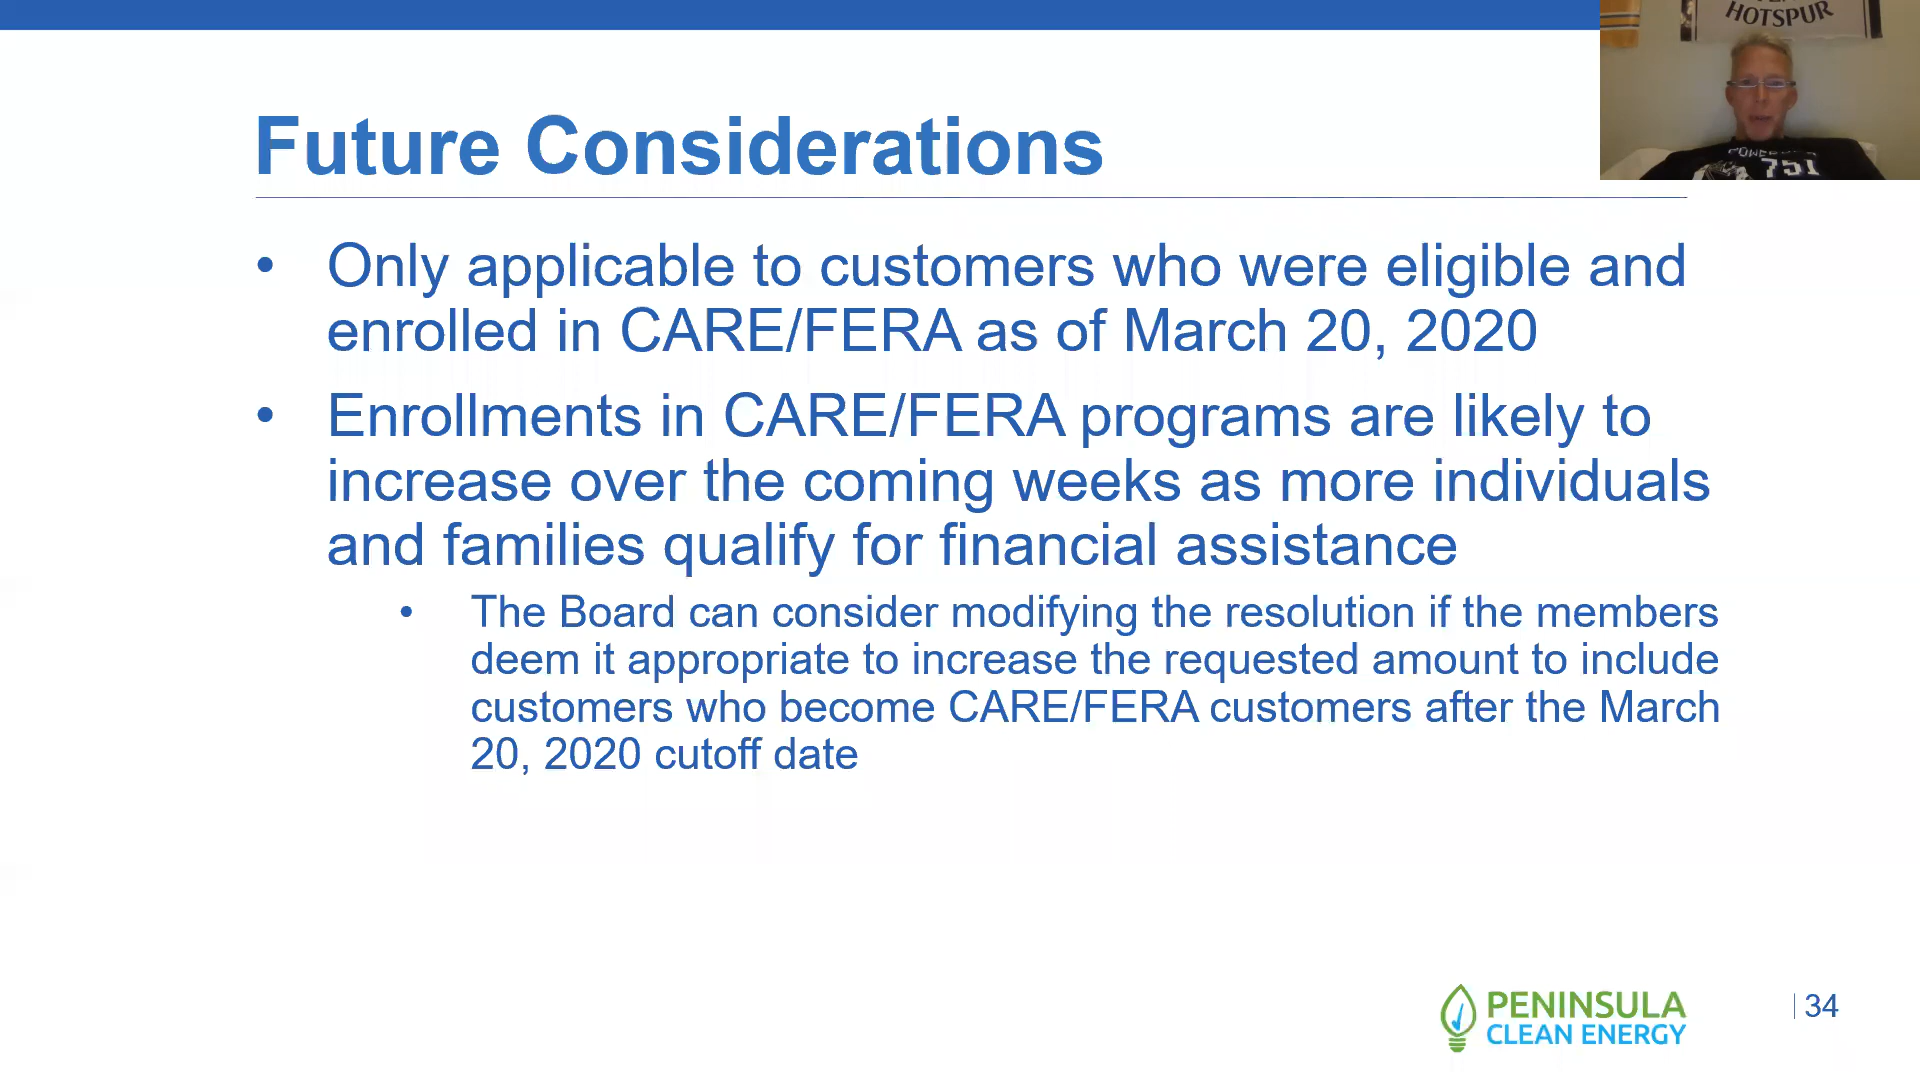 HOTSPUR
751
Future Considerations
• Only applicable to customers who were eligible and
enrolled in CARE/FERA as of March 20, 2020
• Enrollments in CARE/FERA programs are likely to
increase over the coming weeks as more individuals
and families qualify for financial assistance
• The Board can consider modifying the resolution if the members
deem it appropriate to increase the requested amount to include
customers who become CARE/FERA customers after the March
20, 2020 cutoff date
PENINSULA
CLEAN ENERGY
34